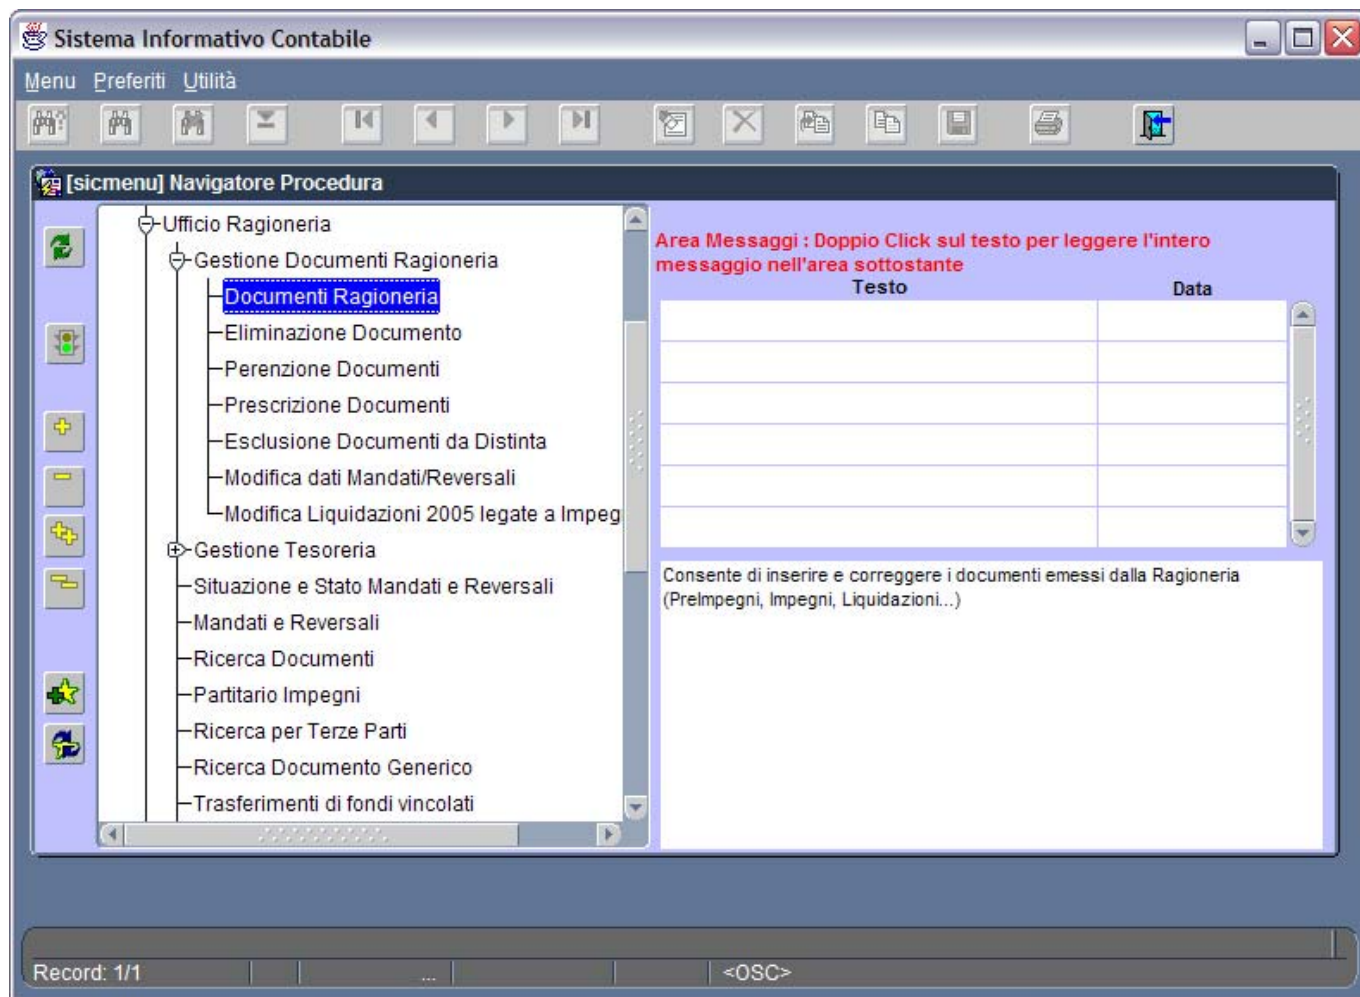 Sistema Informativo Contabile
Menu Preferiti Utilità
[sicmenu] Navigatore Procedura
Ufficio Ragioneria
Gestione Documenti Ragioneria
Documenti Ragioneria
Eliminazione Documento
Perenzione Documenti
Prescrizione Documenti
Esclusione Documenti da Distinta
Modifica dati Mandati/Reversali
Modifica Liquidazioni 2005 legate a Impeg
Gestione Tesoreria
Situazione e Stato Mandati e Reversali
Mandati e Reversali
Ricerca Documenti
Partitario Impegni
Ricerca per Terze Parti
Ricerca Documento Generico
Trasferimenti di fondi vincolati
Area Messaggi : Doppio Click sul testo per leggere l'intero
messaggio nell'area sottostante
Testo Data
Consente di inserire e correggere i documenti emessi dalla Ragioneria
(PreImpegni, Impegni, Liquidazioni...)
Record: 1/1 ... <OSC>